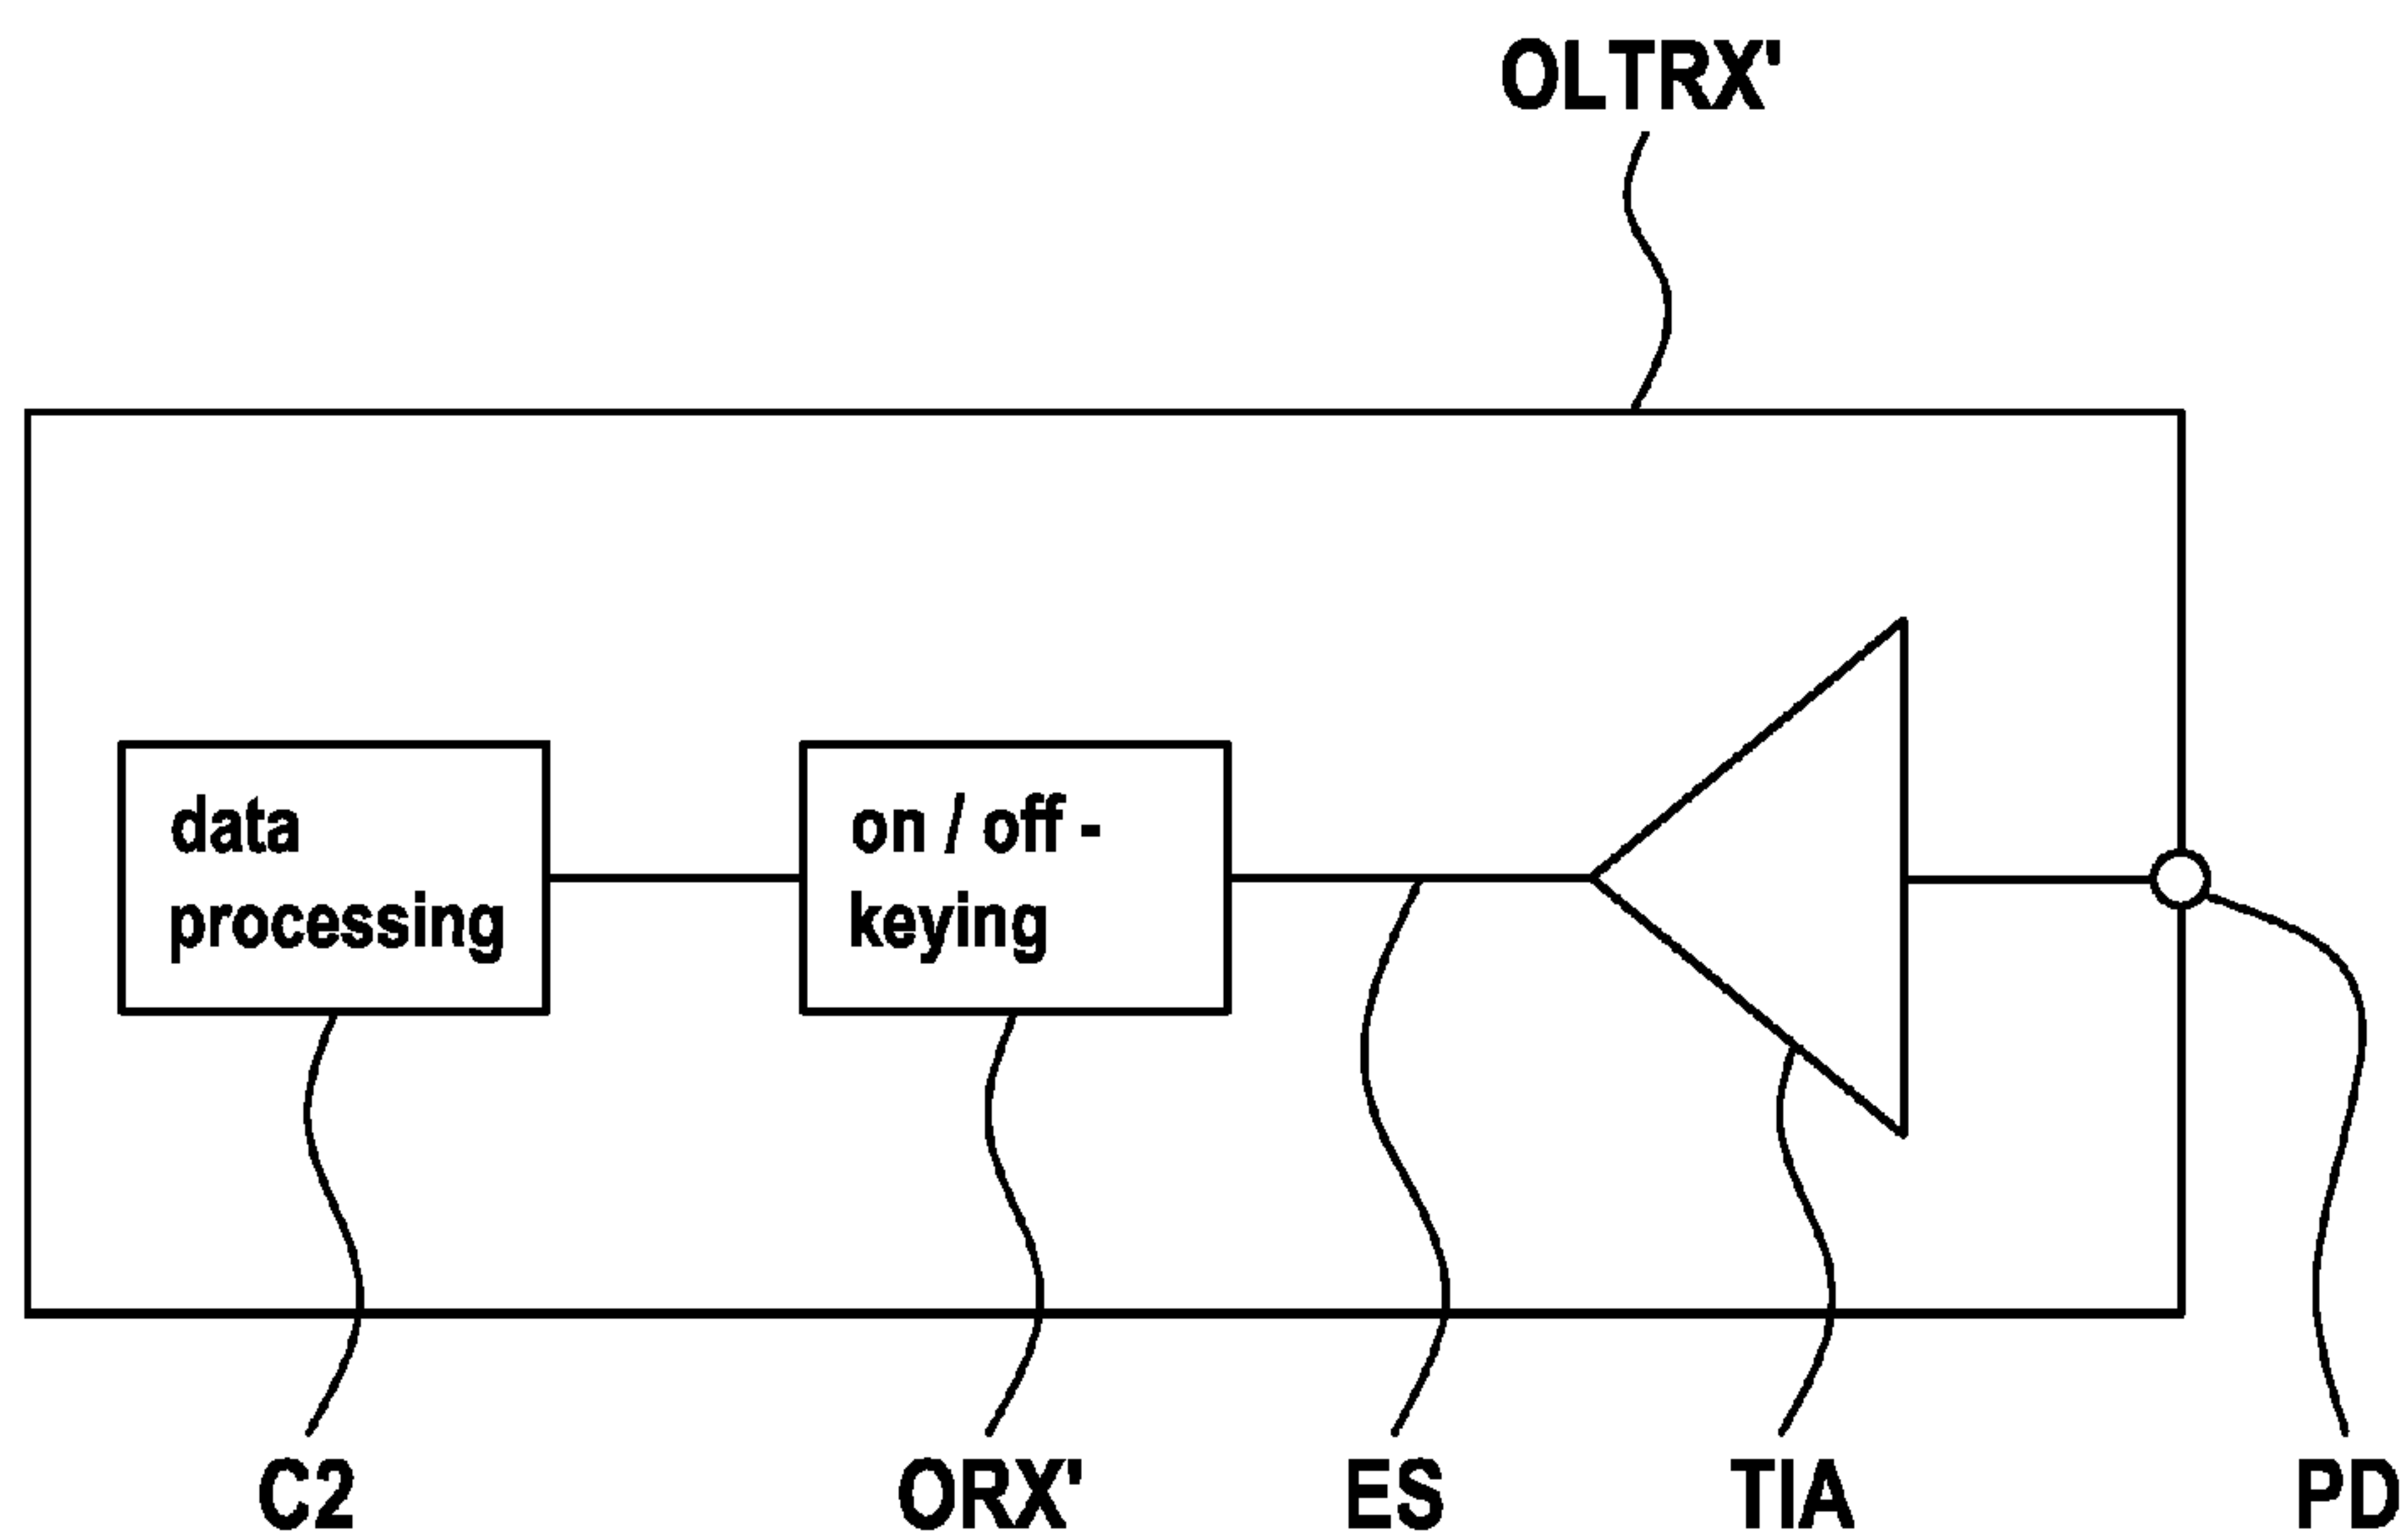 OLTRX'
data
processing
on / off -
keying
C2
ORX'
ES
TIA
PD